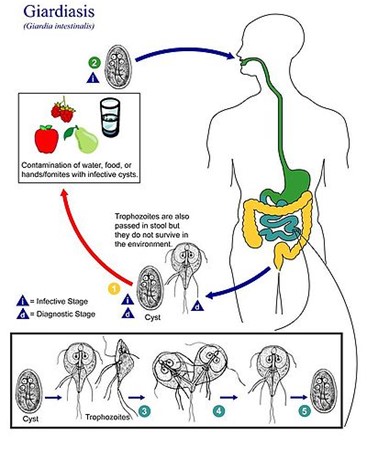 Giardiasis
(Giardia intestinalis)
2
i
Contamination of water, food, or
hands/fomites with infective cysts.
Trophozoites are also
passed in stool but
they do not survive in
the environment.
1
i
d
d
Cyst
i = Infective Stage
d = Diagnostic Stage
Cyst
Trophozoites
3
4
5
Cyst